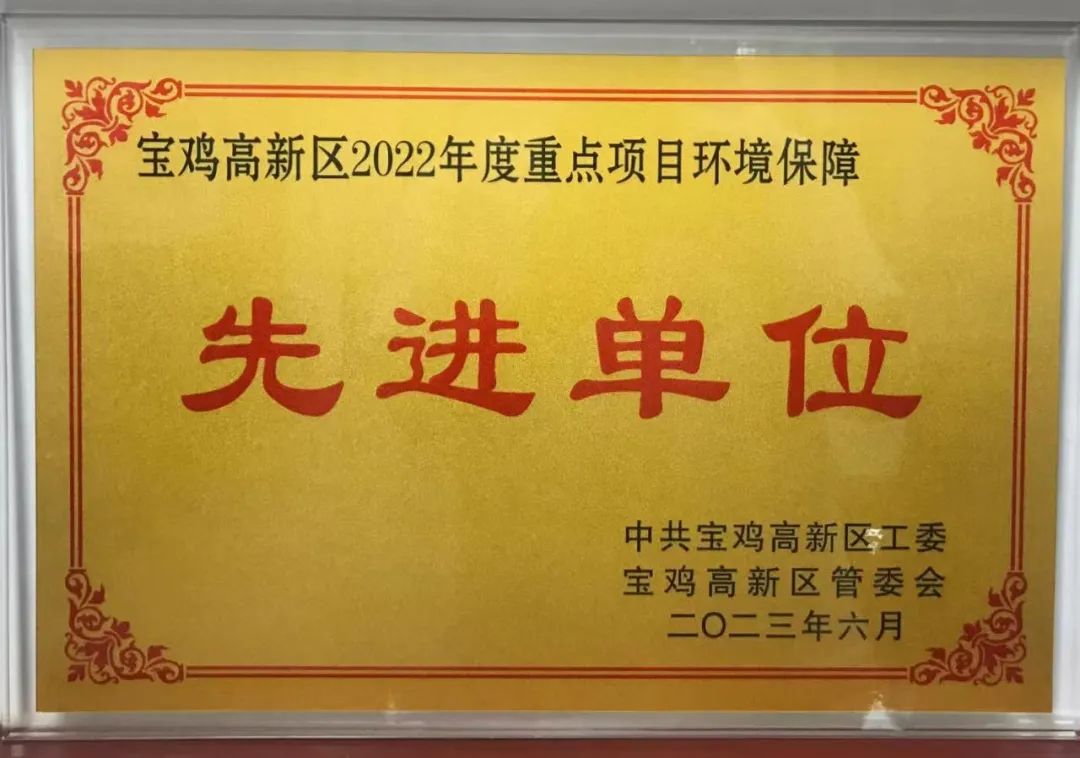 宝鸡高新区2022年度重点项目环境保障
先进单位
中共宝鸡高新区工委
宝鸡高新区管委会
二〇二三年六月